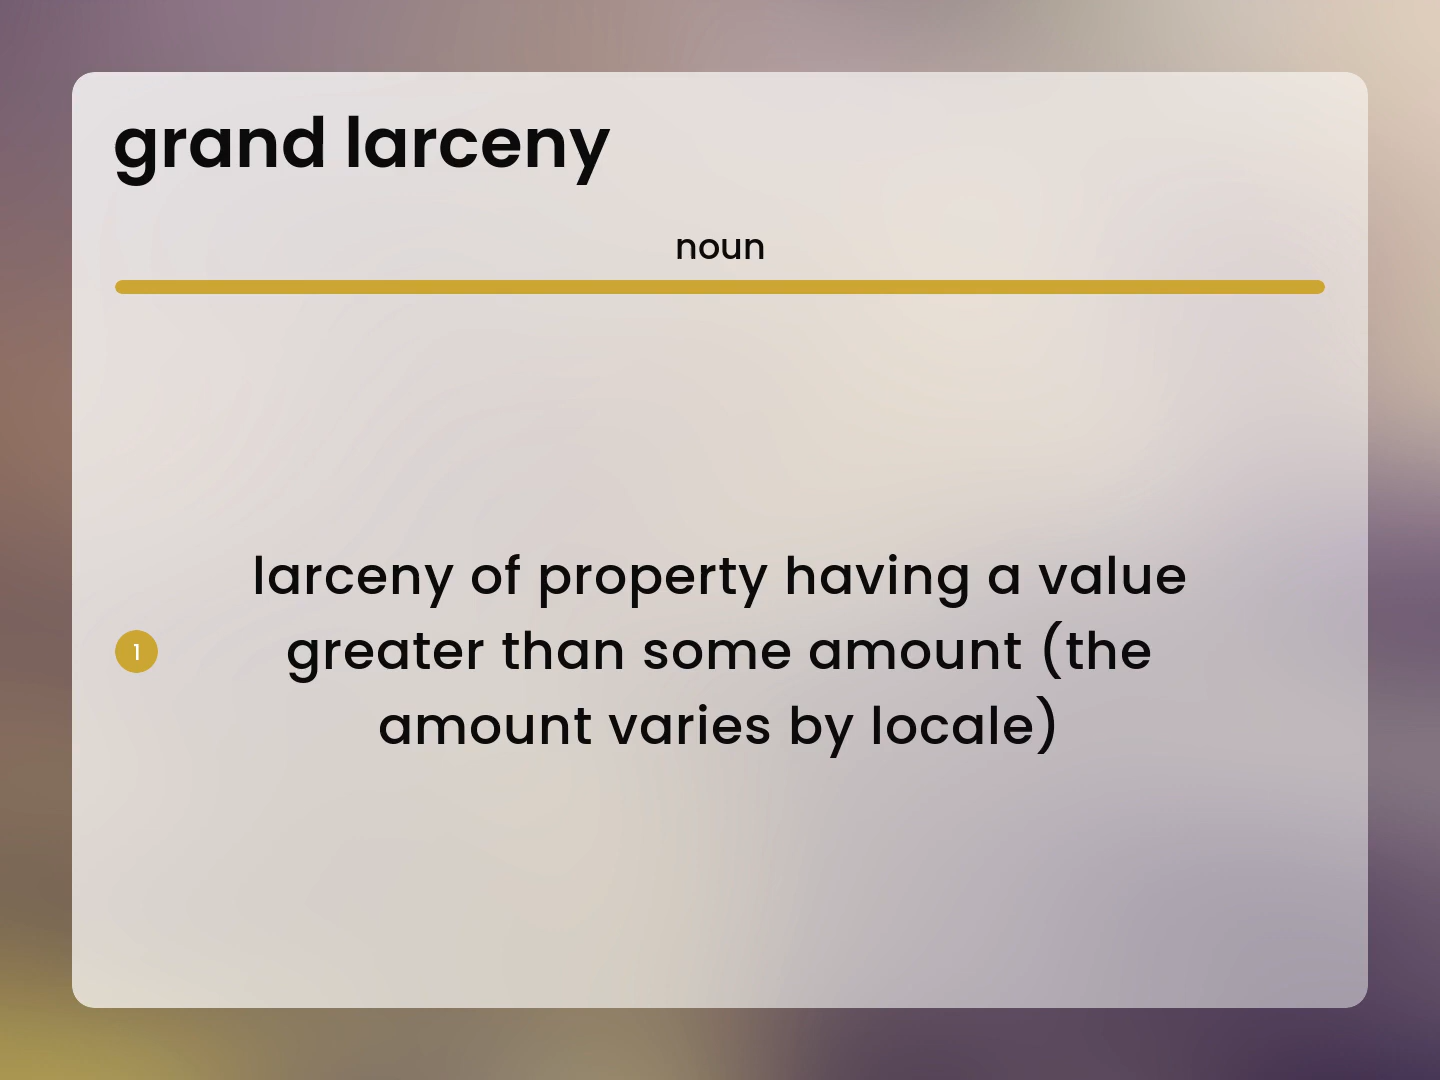 grand larceny
noun
1
larceny of property having a value
greater than some amount (the
amount varies by locale)